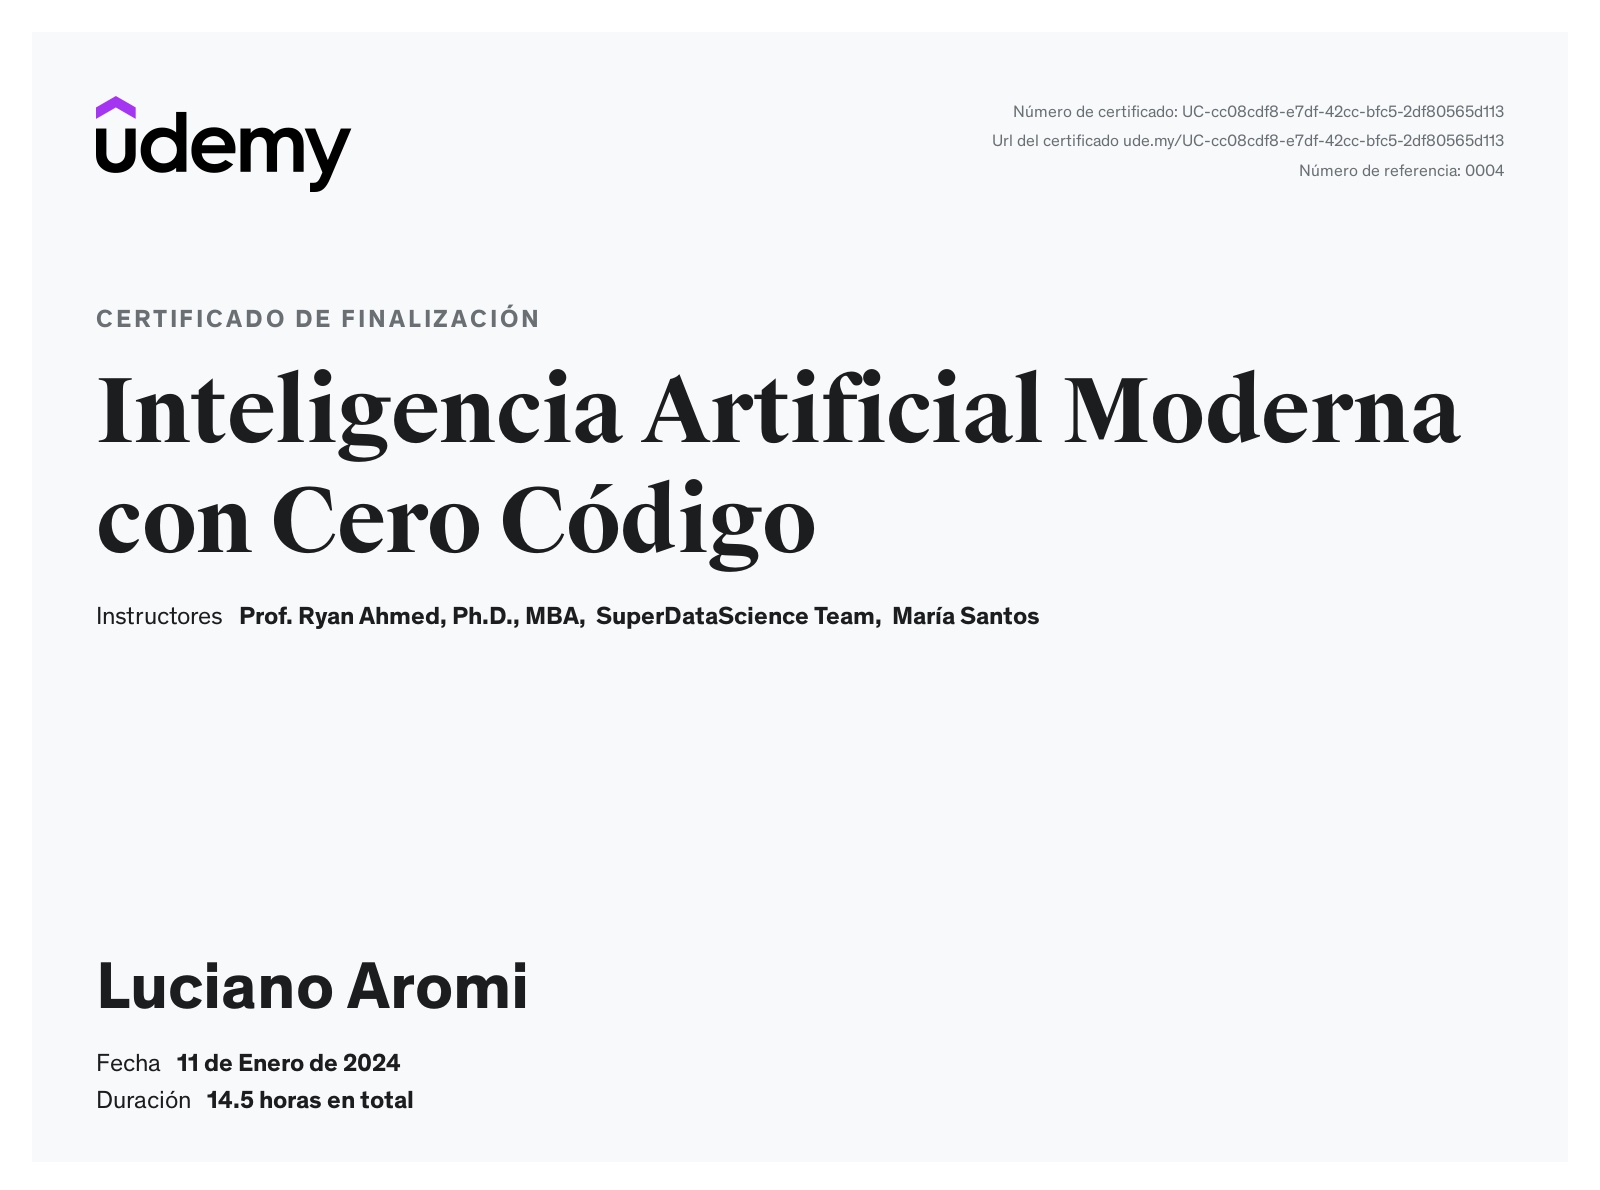 udemy
Número de certificado: UC-cc08cdf8-e7df-42cc-bfc5-2df80565d113
Url del certificado ude.my/UC-cc08cdf8-e7df-42cc-bfc5-2df80565d113
Número de referencia: 0004
CERTIFICADO DE FINALIZACIÓN
Inteligencia Artificial Moderna
con Cero Código
Instructores Prof. Ryan Ahmed, Ph.D., MBA, SuperDataScience Team, María Santos
Luciano Aromi
Fecha 11 de Enero de 2024
Duración 14.5 horas en total